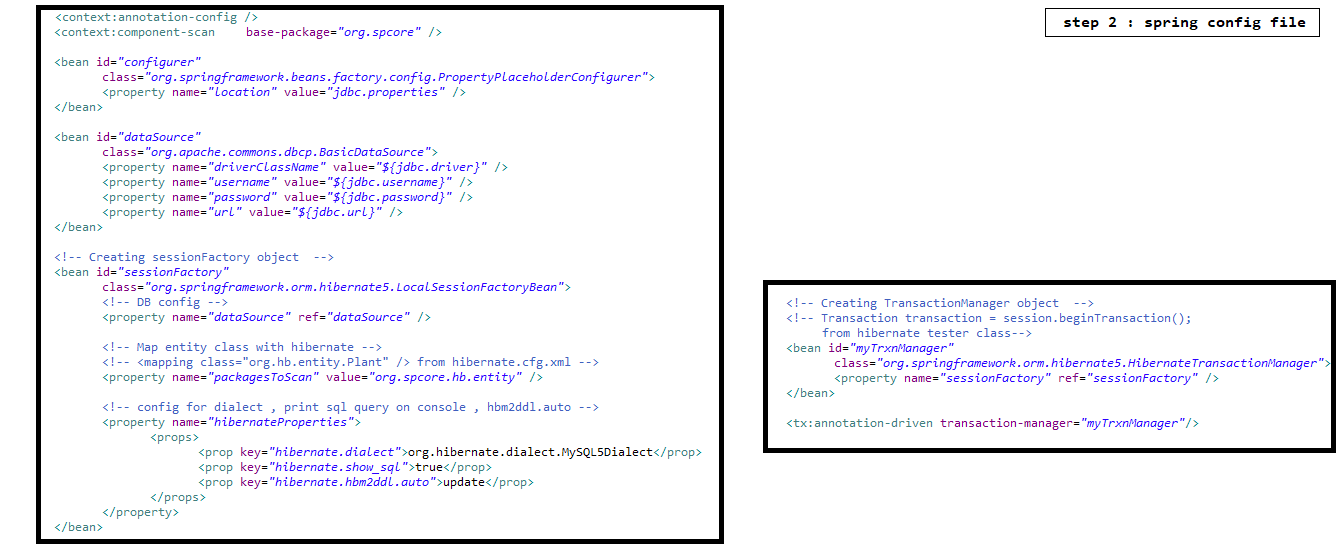 <context:annotation-config />
<context:component-scan    base-package="org.spcore" />
<bean id="configurer"
class="org.springframework.beans.factory.config.PropertyPlaceholderConfigurer">
<property name="location" value="jdbc.properties" />
</bean>
<bean id="dataSource"
class="org.apache.commons.dbcp.BasicDataSource">
<property name="driverClassName" value="${jdbc.driver}" />
<property name="username" value="${jdbc.username}" />
<property name="password" value="${jdbc.password}" />
<property name="url" value="${jdbc.url}" />
</bean>
<!-- Creating sessionFactory object  -->
<bean id="sessionFactory"
class="org.springframework.orm.hibernate5.LocalSessionFactoryBean">
<!-- DB config -->
<property name="dataSource" ref="dataSource" />
<!-- Map entity class with hibernate -->
<!-- <mapping class="org.hb.entity.Plant" /> from hibernate.cfg.xml -->
<property name="packagesToScan" value="org.spcore.hb.entity" />
<!-- config for dialect , print sql query on console , hbm2ddl.auto -->
<property name="hibernateProperties">
<props>
<prop key="hibernate.dialect">org.hibernate.dialect.MySQL5Dialect</prop>
<prop key="hibernate.show_sql">true</prop>
<prop key="hibernate.hbm2ddl.auto">update</prop>
</props>
</property>
</bean>
step 2 : spring config file
<!-- Creating TransactionManager object  -->
<!-- Transaction transaction = session.beginTransaction();
from hibernate tester class-->
<bean id="myTrxnManager"
class="org.springframework.orm.hibernate5.HibernateTransactionManager">
<property name="sessionFactory" ref="sessionFactory" />
</bean>
<tx:annotation-driven transaction-manager="myTrxnManager"/>